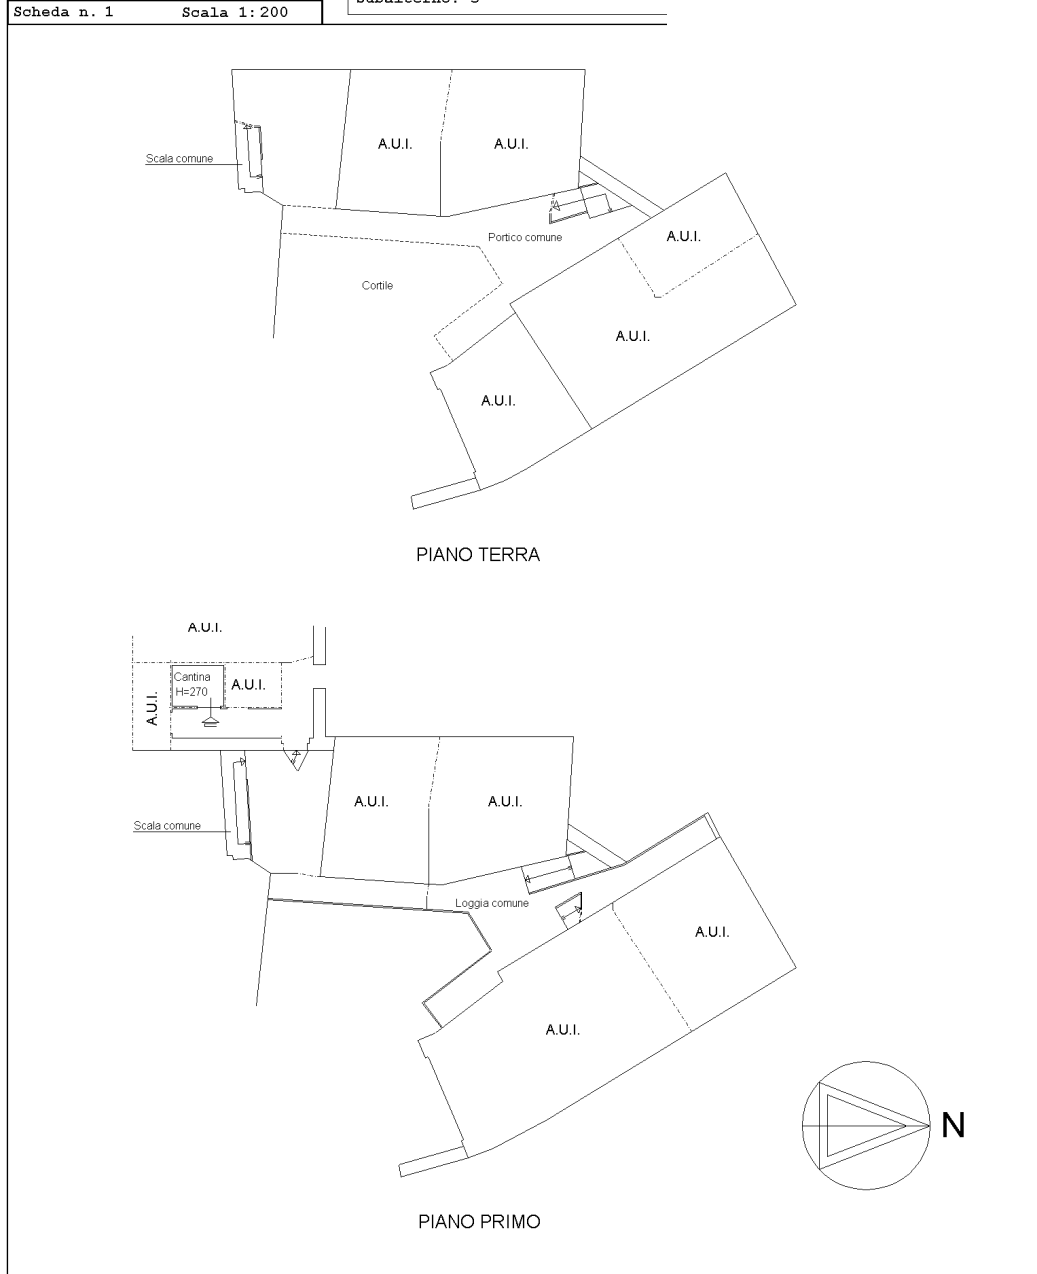 Scheda n. 1 Scala 1:200
A.U.I.
A.U.I.
Scala comune
Portico comune
A.U.I.
Cortile
A.U.I.
A.U.I.
PIANO TERRA
A.U.I.
Cantina
H=270
A.U.I.
A.U.I.
A.U.I.
A.U.I.
Scala comune
Loggia comune
A.U.I.
A.U.I.
N
PIANO PRIMO